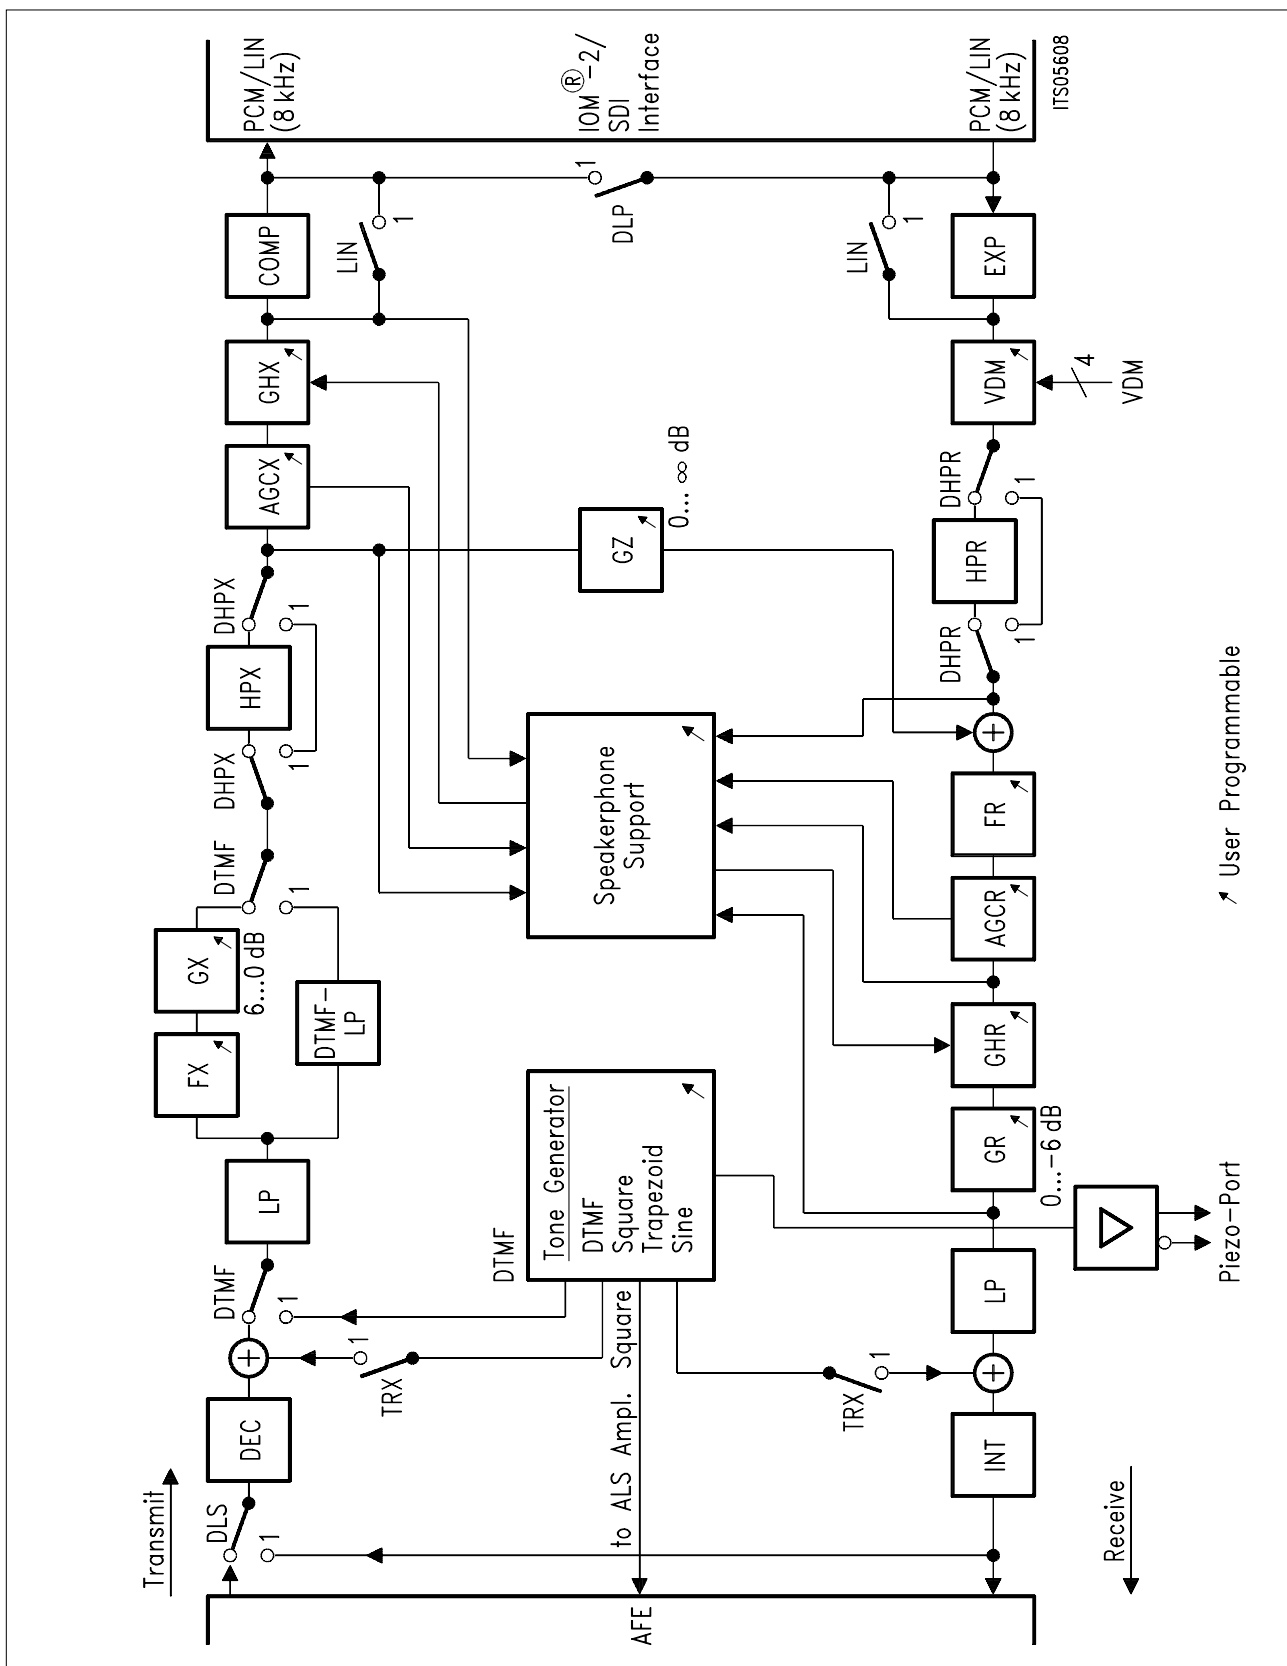 Transmit
DLS
1
DEC
DTMF
1
LP
FX
GX
6...0 dB
DTMF-
LP
DTMF
1
DHPX
1
HPX
DHPX
1
AGCX
GHX
COMP
PCM/LIN
(8 kHz)
TRX
1
DTMF
Tone Generator
DTMF
Square
Trapezoid
Sine
Speakerphone
Support
GZ
0... ∞ dB
LIN
1
DLP
1
IOM®-2/
SDI
Interface
AFE
to ALS Ampl. Square
TRX
1
LIN
1
INT
LP
GR
0...-6 dB
GHR
AGCR
FR
DHPR
1
HPR
DHPR
1
VDM
4
VDM
EXP
PCM/LIN
(8 kHz)
Receive
Piezo-Port
User Programmable
ITS05608